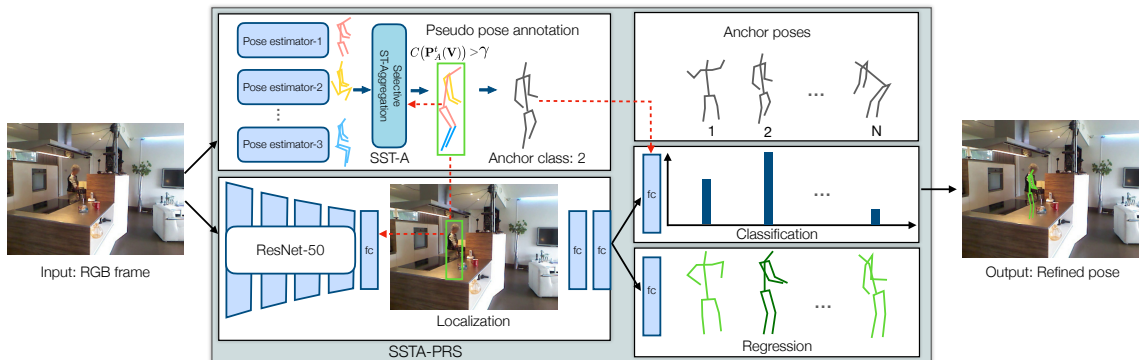 Input: RGB frame
Pose estimator-1
Pose estimator-2
...
Pose estimator-3
Selective
ST-Aggregation
SST-A
Pseudo pose annotation
C(P_A^t(V)) > γ
Anchor class: 2
ResNet-50
fc
Localization
fc
fc
SSTA-PRS
Anchor poses
...
1
2
N
fc
...
Classification
fc
...
Regression
Output: Refined pose